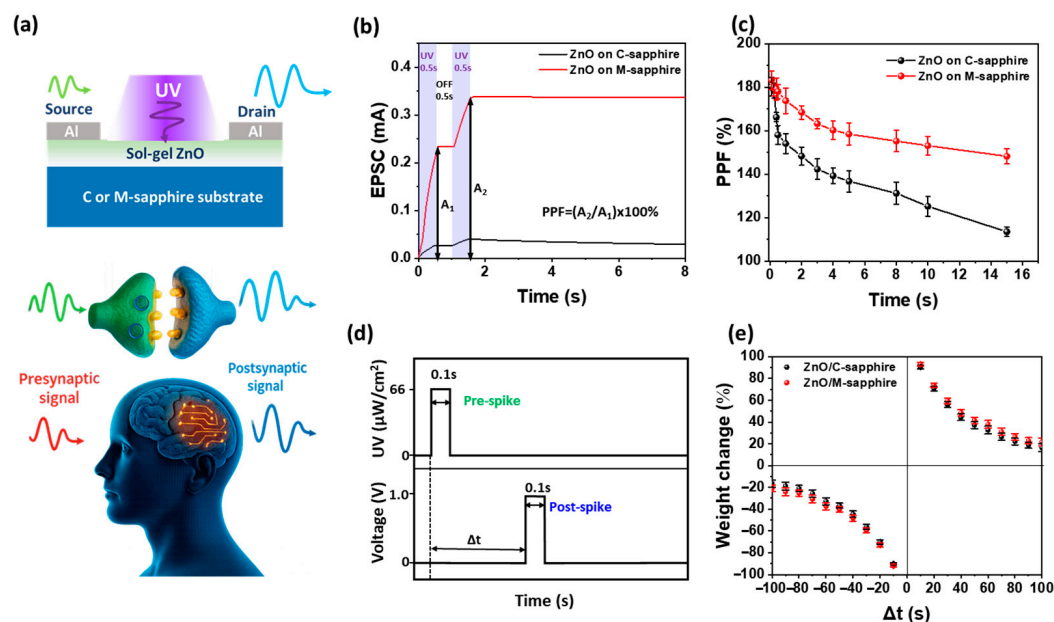 (a)
UV
Source
Drain
Al
Al
Sol-gel ZnO
C or M-sapphire substrate
Presynaptic
signal
Postsynaptic
signal
(b)
UV
0.5s
OFF
0.5s
UV
0.5s
ZnO on C-sapphire
ZnO on M-sapphire
EPSC (mA)
0.4
0.3
0.2
0.1
0.0
A1
A2
PPF=(A2/A1)x100%
0
2
4
6
8
Time (s)
(c)
ZnO on C-sapphire
ZnO on M-sapphire
PPF (%)
200
180
160
140
120
100
0 2 4 6 8 10 12 14 16
Time (s)
(d)
UV (μW/cm²)
66
0
0.1s
Pre-spike
Voltage (V)
1.0
0
0.1s
Post-spike
Δt
Time (s)
(e)
ZnO/C-sapphire
ZnO/M-sapphire
Weight change (%)
100
80
60
40
20
0
−20
−40
−60
−80
−100
−100 −80 −60 −40 −20 0 20 40 60 80 100
Δt (s)